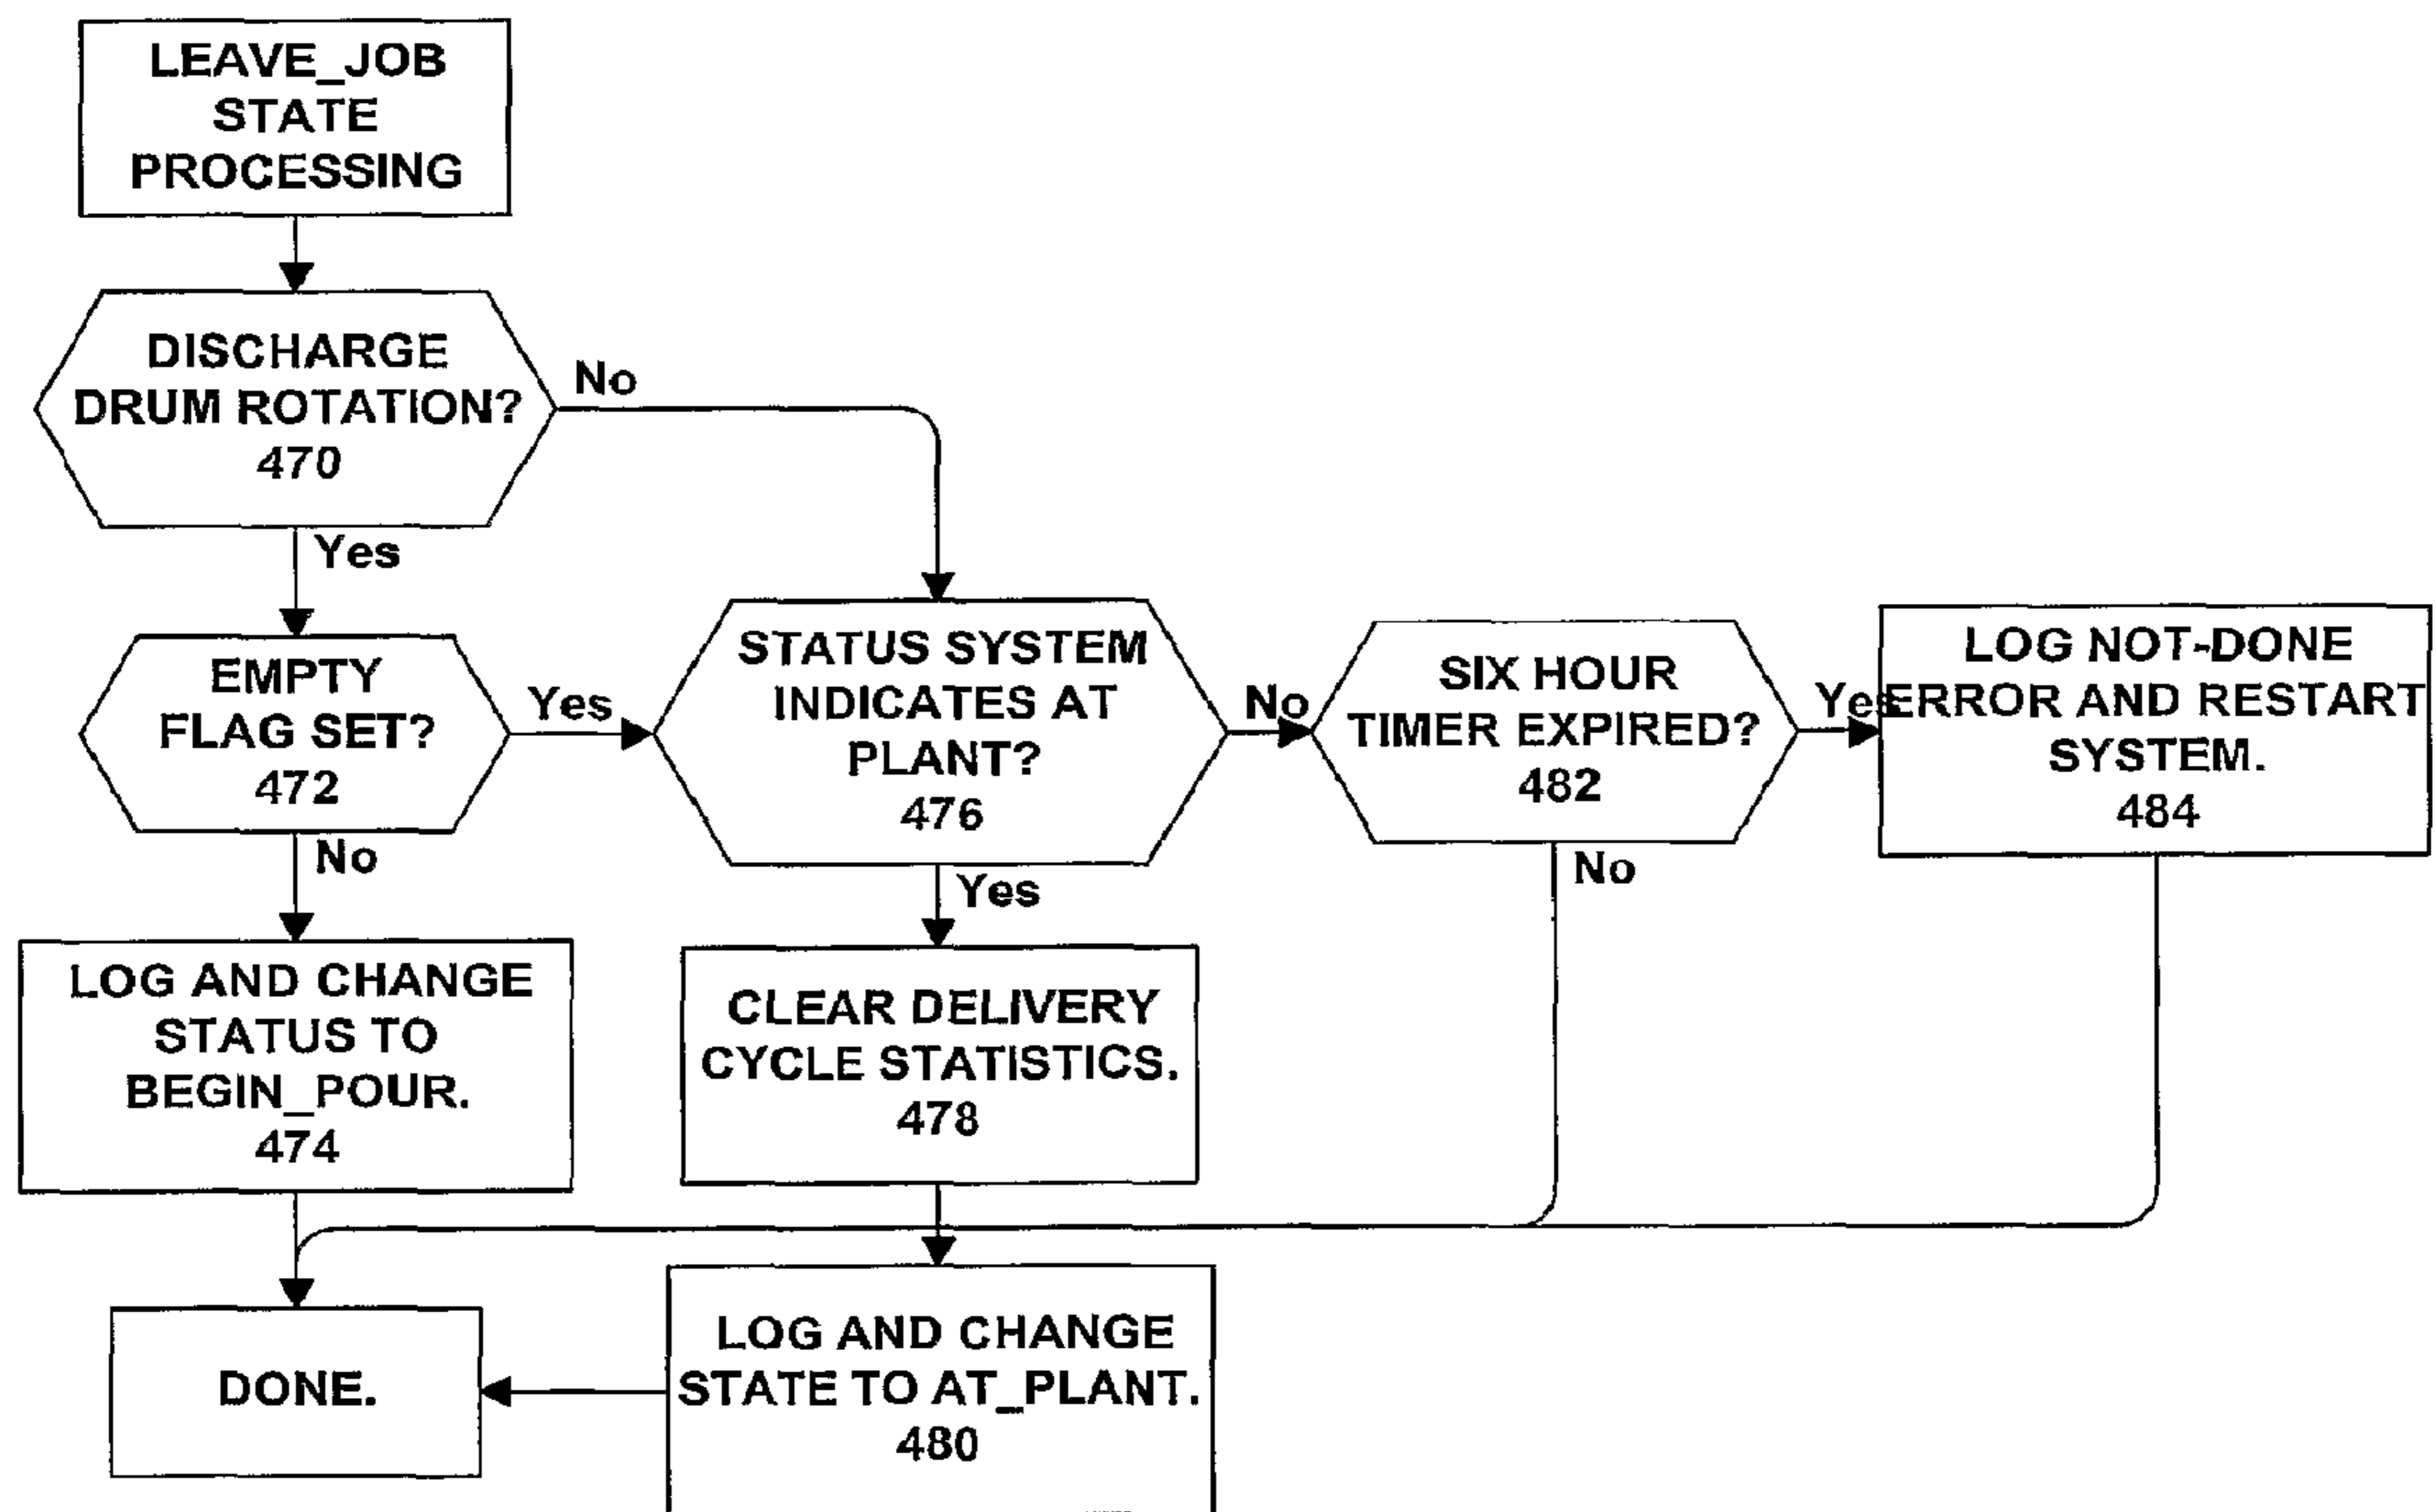 LEAVE_JOB
STATE
PROCESSING
DISCHARGE
DRUM ROTATION?
470
No
Yes
EMPTY
FLAG SET?
472
Yes
No
STATUS SYSTEM
INDICATES AT
PLANT?
476
No
Yes
SIX HOUR
TIMER EXPIRED?
482
Yes
No
LOG NOT-DONE
ERROR AND RESTART
SYSTEM.
484
LOG AND CHANGE
STATUS TO
BEGIN_POUR.
474
CLEAR DELIVERY
CYCLE STATISTICS.
478
DONE.
LOG AND CHANGE
STATE TO AT_PLANT.
480